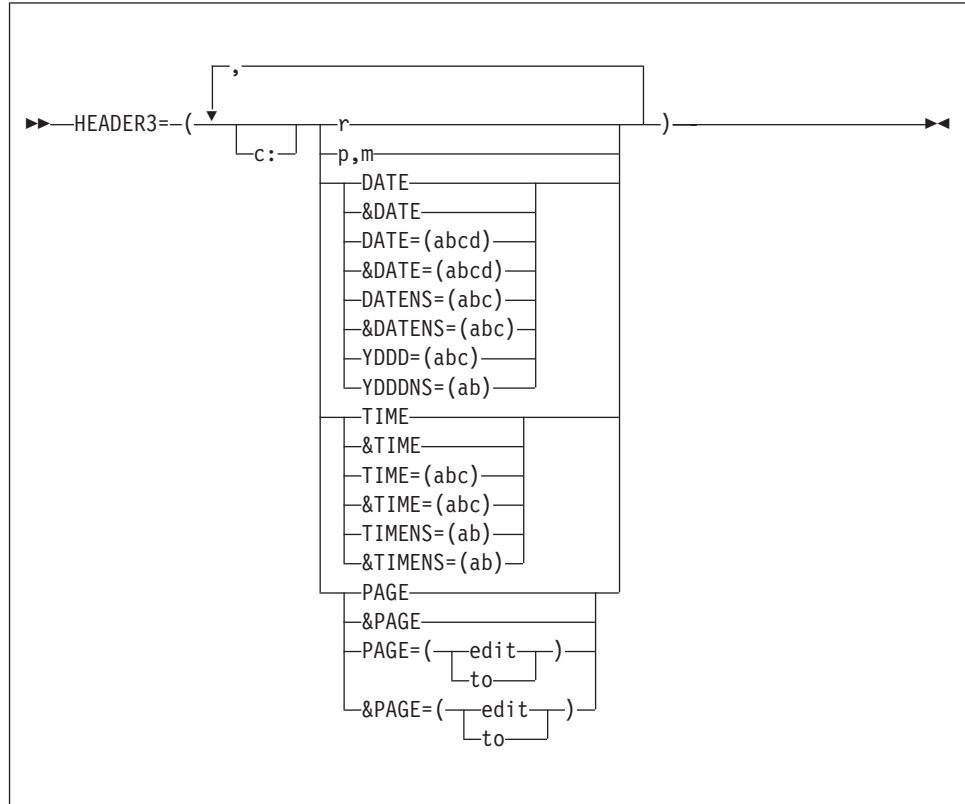 ,
HEADER3=(r)
c:
p,m
DATE
&DATE
DATE=(abcd)
&DATE=(abcd)
DATENS=(abc)
&DATENS=(abc)
YDDD=(abc)
YDDDNS=(ab)
TIME
&TIME
TIME=(abc)
&TIME=(abc)
TIMENS=(ab)
&TIMENS=(ab)
PAGE
&PAGE
PAGE=(edit)
to
&PAGE=(edit)
to